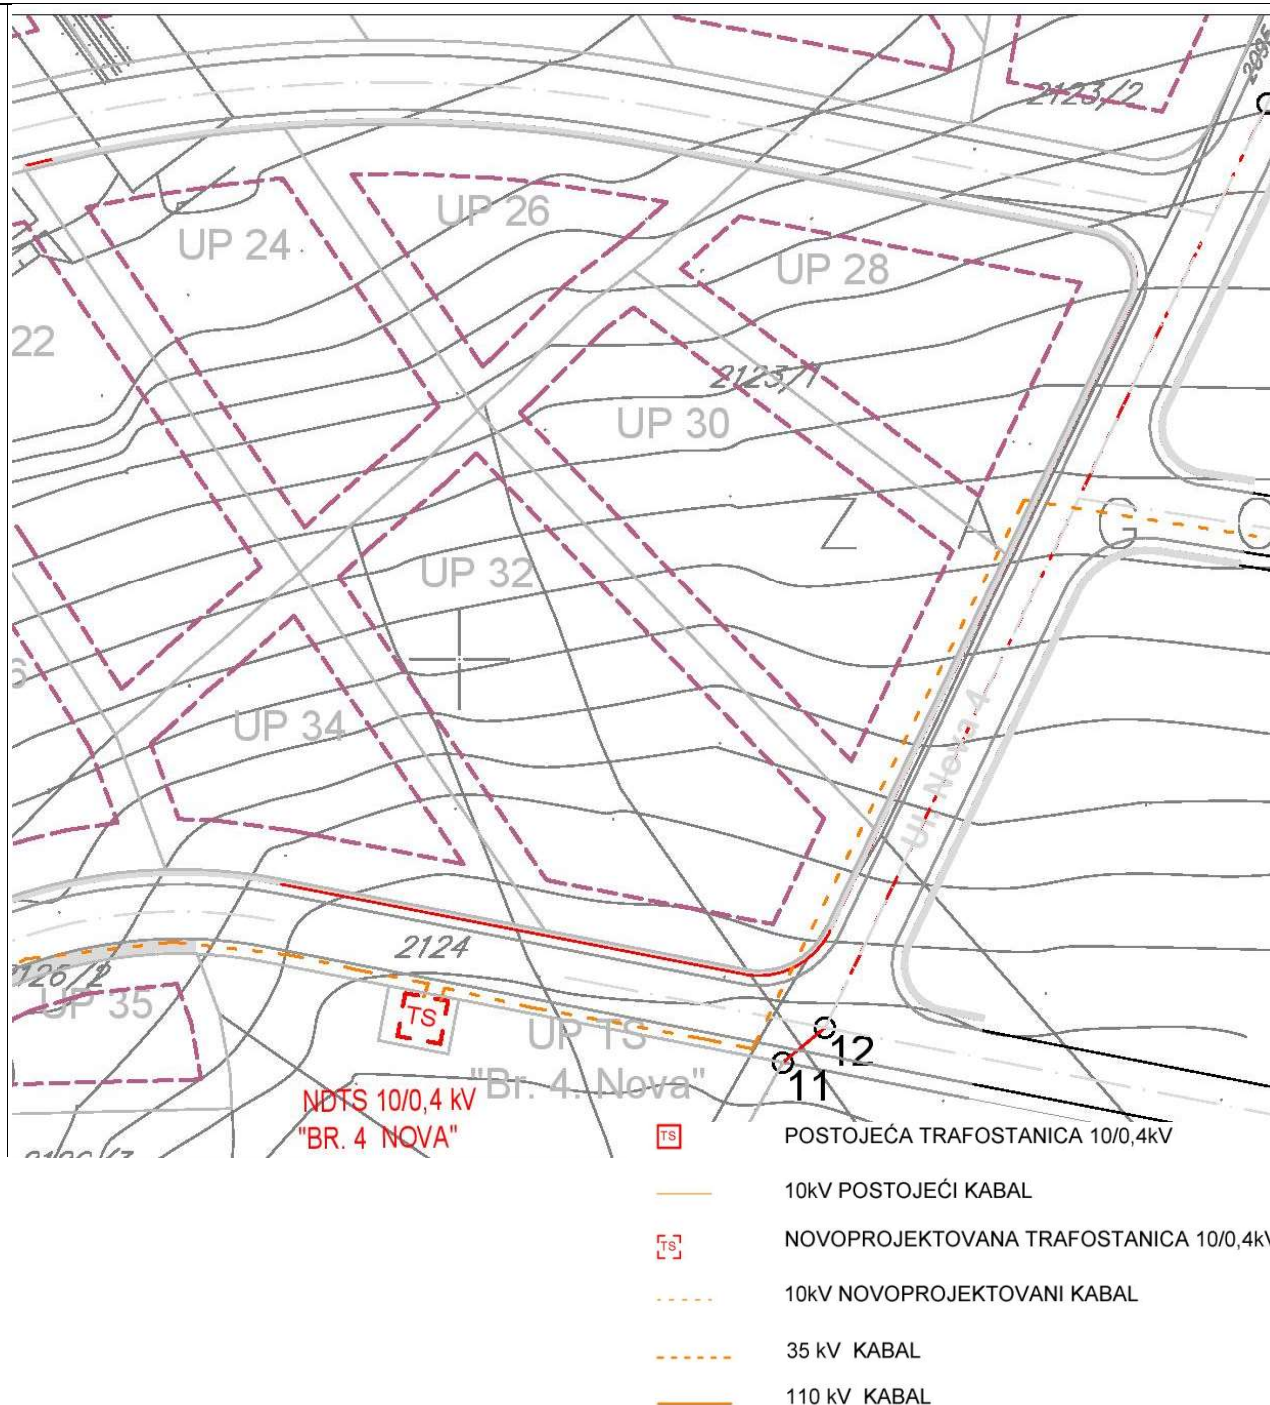 2123/2
UP 26
UP 24
UP 28
22
2123/1
UP 30
Z A G O
UP 32
UP 34
Ul. Nova 4
2124
2126/2
UP 35
TS
UP TS
"Br. 4. Nova"
12
11
NDTS 10/0,4 kV
"BR. 4 NOVA"
TS POSTOJEĆA TRAFOSTANICA 10/0,4kV
10kV POSTOJEĆI KABAL
TS NOVOPROJEKTOVANA TRAFOSTANICA 10/0,4kV
10kV NOVOPROJEKTOVANI KABAL
35 kV KABAL
110 kV KABAL